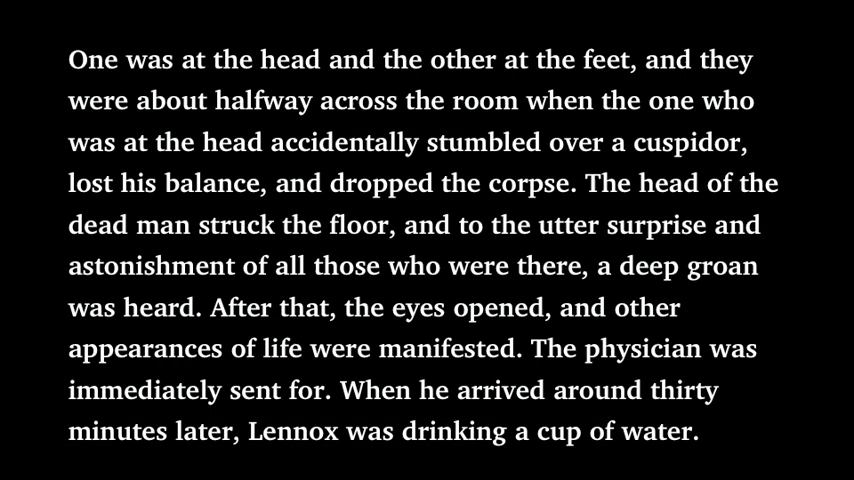 One was at the head and the other at the feet, and they
were about halfway across the room when the one who
was at the head accidentally stumbled over a cuspidor,
lost his balance, and dropped the corpse. The head of the
dead man struck the floor, and to the utter surprise and
astonishment of all those who were there, a deep groan
was heard. After that, the eyes opened, and other
appearances of life were manifested. The physician was
immediately sent for. When he arrived around thirty
minutes later, Lennox was drinking a cup of water.